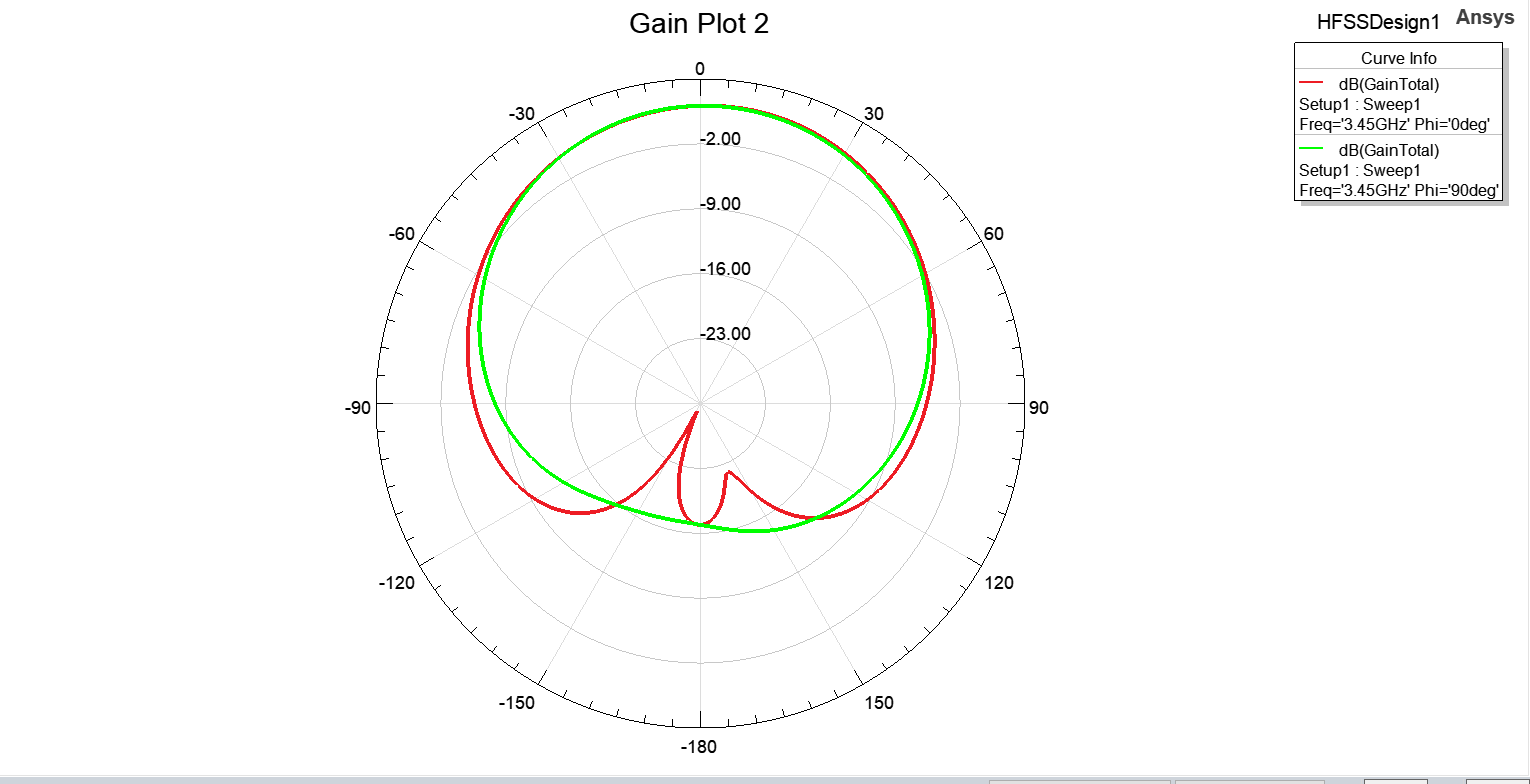 Gain Plot 2
HFSSDesign1
Ansys
Curve Info
dB(GainTotal)
Setup1 : Sweep1
Freq='3.45GHz' Phi='0deg'
dB(GainTotal)
Setup1 : Sweep1
Freq='3.45GHz' Phi='90deg'
0
-30
30
-2.00
-9.00
-60
60
-16.00
-23.00
-90
90
-120
120
-150
150
-180